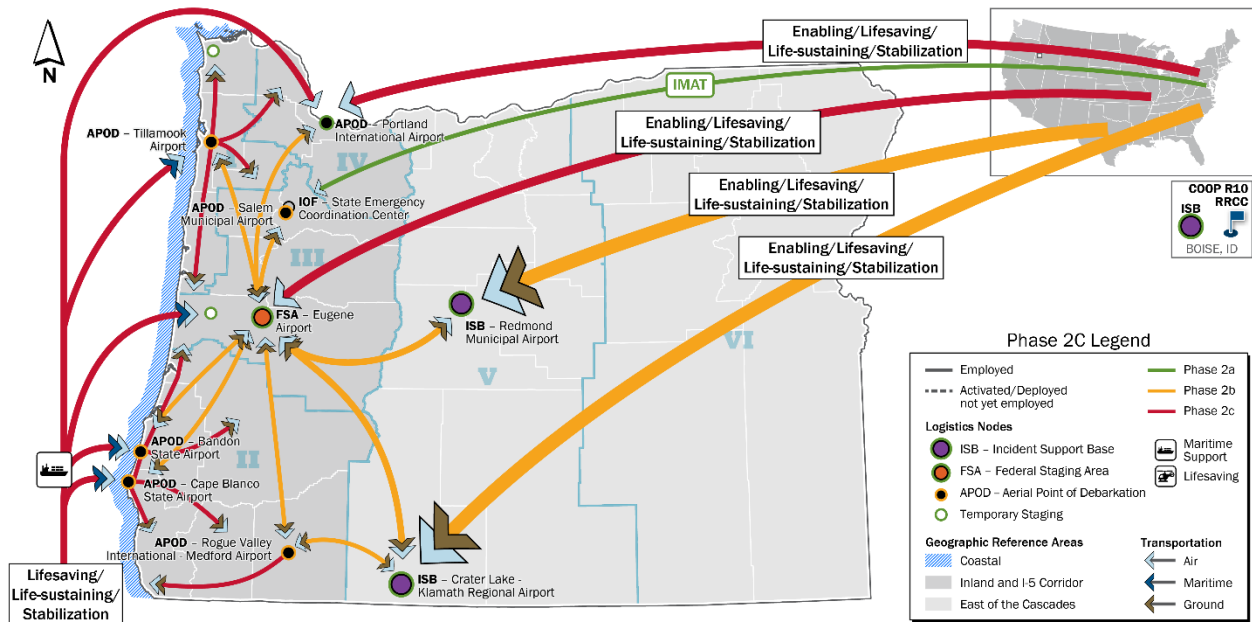 N
Enabling/Lifesaving/
Life-sustaining/Stabilization
IMAT
Enabling/Lifesaving/
Life-sustaining/Stabilization
Enabling/Lifesaving/
Life-sustaining/Stabilization
Enabling/Lifesaving/
Life-sustaining/Stabilization
COOP R10
RRCC
ISB
BOISE, ID
APOD – Tillamook
Airport
APOD – Portland
International Airport
IV
APOD – Salem
Municipal Airport
IOF – State Emergency
Coordination Center
III
FSA – Eugene
Airport
ISB – Redmond
Municipal Airport
V
VI
APOD – Bandon
State Airport
II
APOD – Cape Blanco
State Airport
APOD – Rogue Valley
International - Medford Airport
ISB – Crater Lake -
Klamath Regional Airport
Lifesaving/
Life-sustaining/
Stabilization
Phase 2C Legend
Employed
Activated/Deployed
not yet employed
Phase 2a
Phase 2b
Phase 2c
Logistics Nodes
ISB – Incident Support Base
FSA – Federal Staging Area
APOD – Aerial Point of Debarkation
Temporary Staging
Maritime
Support
Lifesaving
Geographic Reference Areas
Coastal
Inland and I-5 Corridor
East of the Cascades
Transportation
Air
Maritime
Ground